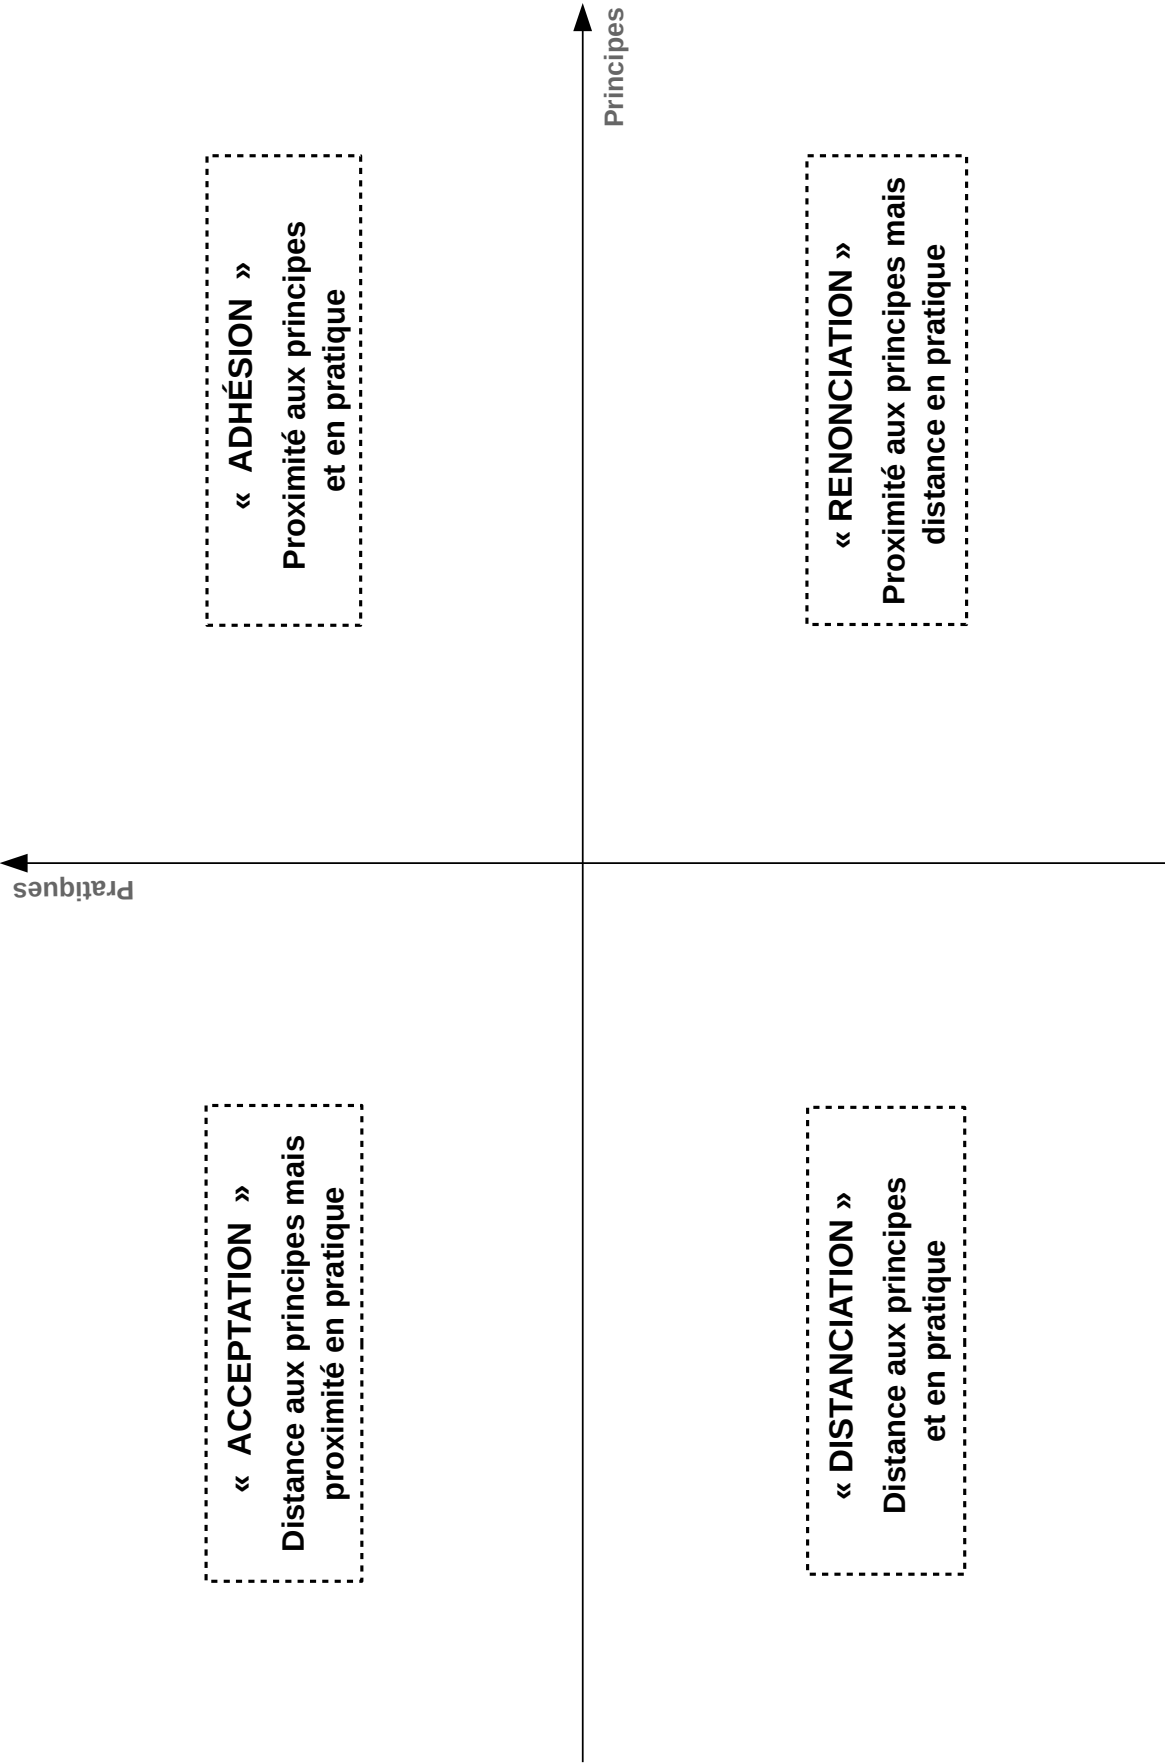 Pratiques
« ACCEPTATION »
Distance aux principes mais
proximité en pratique
« ADHÉSION »
Proximité aux principes
et en pratique
Principes
« DISTANCIATION »
Distance aux principes
et en pratique
« RENONCIATION »
Proximité aux principes mais
distance en pratique